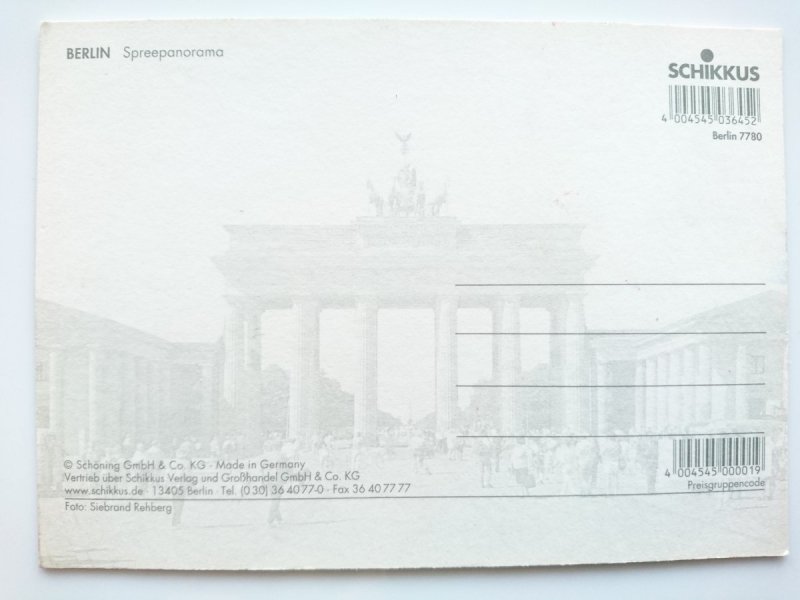 BERLIN Spreepanorama
SCHIKKUS
4 004545 036452
Berlin 7780
© Schöning GmbH & Co. KG · Made in Germany
Vertrieb über Schikkus Verlag und Großhandel GmbH & Co. KG
www.schikkus.de · 13405 Berlin · Tel. (0 30) 36 40 77-0 · Fax 36 40 77 77
Foto: Siebrand Rehberg
4 004545 000019
Preisgruppencode